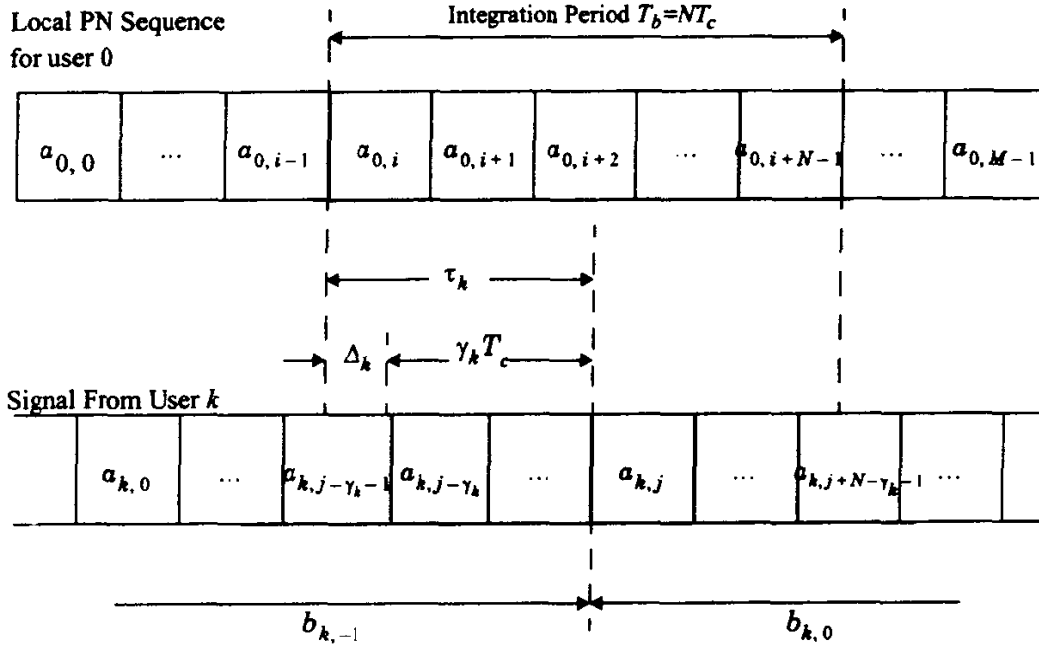 Local PN Sequence
for user 0
Integration Period T_b=NT_c
a_{0, 0} ... a_{0, i-1} a_{0, i} a_{0, i+1} a_{0, i+2} ... a_{0, i+N-1} ... a_{0, M-1}
τ_k
Δ_k γ_k T_c
Signal From User k
a_{k, 0} ... a_{k, j-γ_k-1} a_{k, j-γ_k} ... a_{k, j} ... a_{k, j+N-γ_k-1} ...
b_{k, -1} b_{k, 0}